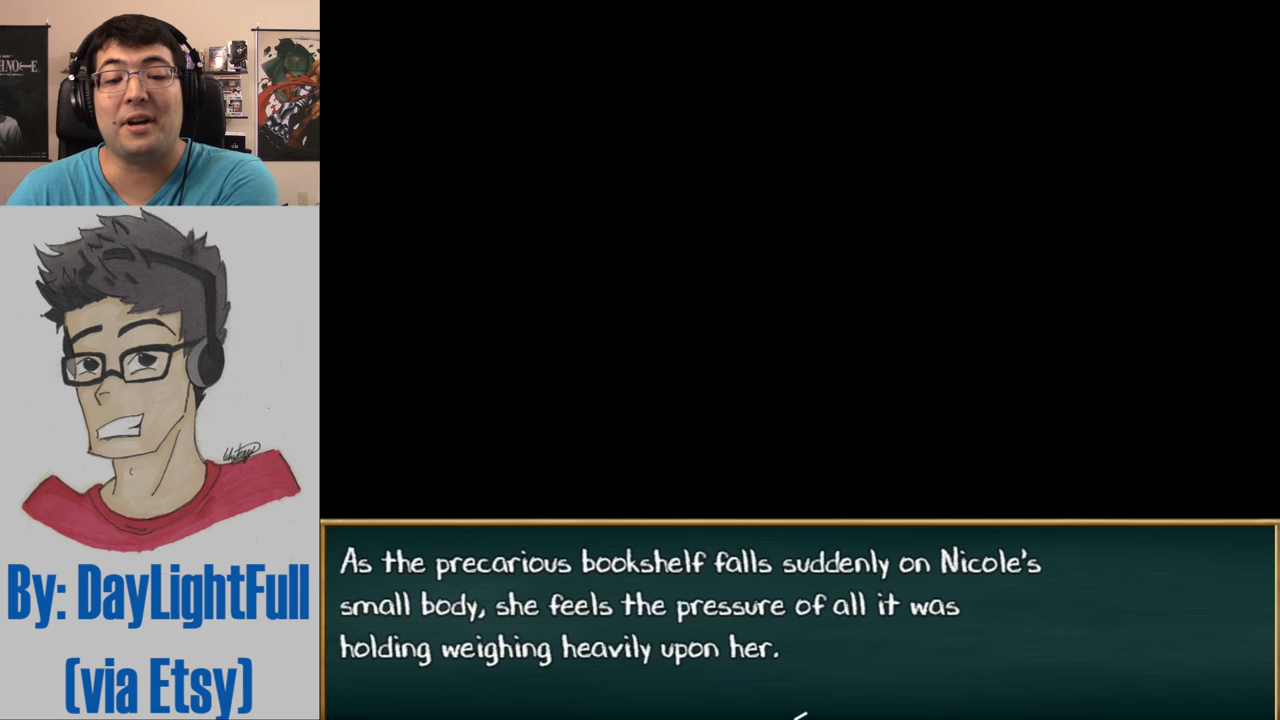 HNOTE
By: DayLightFull
(via Etsy)
As the precarious bookshelf falls suddenly on Nicole's
small body, she feels the pressure of all it was
holding weighing heavily upon her.